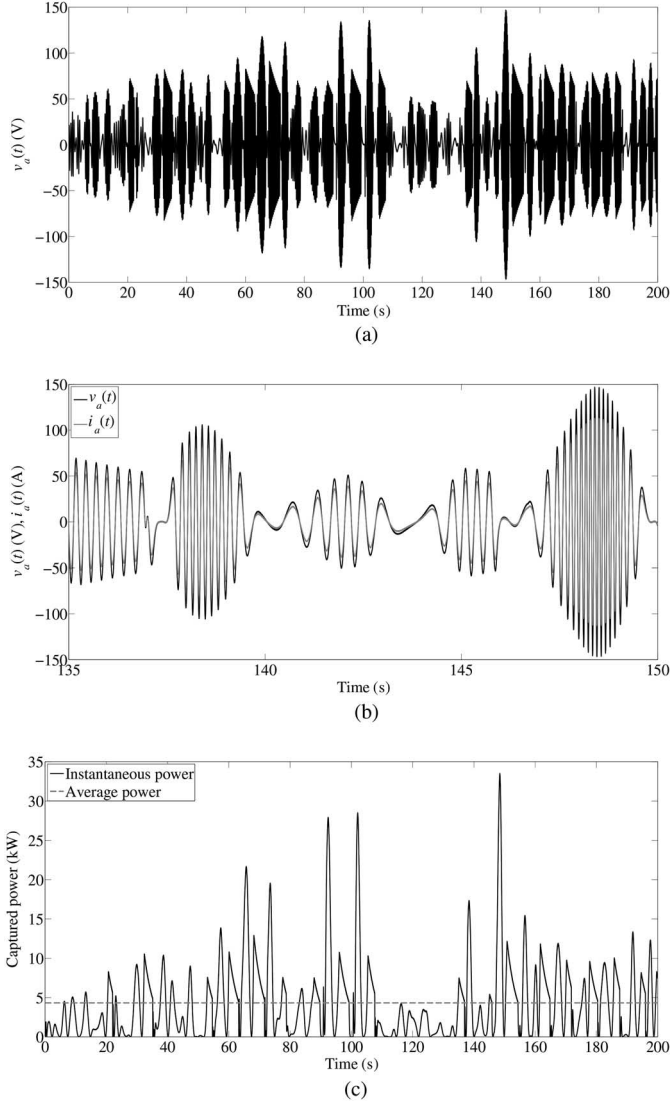 150
100
50
v_a(t) (V)
0
−50
−100
−150
0 20 40 60 80 100 120 140 160 180 200
Time (s)
(a)
150
v_a(t)
i_a(t)
100
50
v_a(t) (V), i_a(t) (A)
0
−50
−100
−150
135 140 145 150
Time (s)
(b)
35
Instantaneous power
Average power
30
25
20
Captured power (kW)
15
10
5
0
0 20 40 60 80 100 120 140 160 180 200
Time (s)
(c)